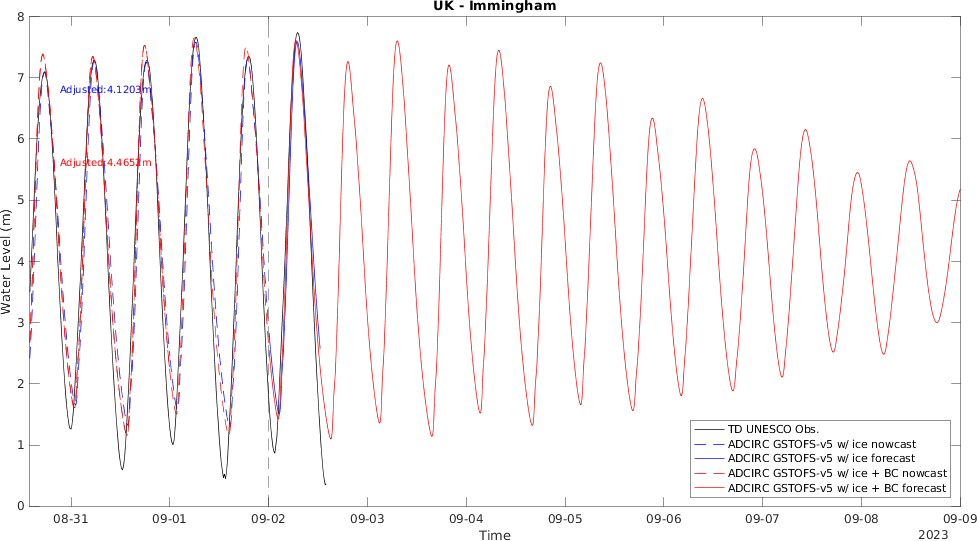 UK - Immingham
8
7
6
5
4
3
2
1
0
Water Level (m)
Adjusted:4.1203m
Adjusted:4.4652m
TD UNESCO Obs.
ADCIRC GSTOFS-v5 w/ ice nowcast
ADCIRC GSTOFS-v5 w/ ice forecast
ADCIRC GSTOFS-v5 w/ ice + BC nowcast
ADCIRC GSTOFS-v5 w/ ice + BC forecast
08-31 09-01 09-02 09-03 09-04 09-05 09-06 09-07 09-08 09-09
Time
2023